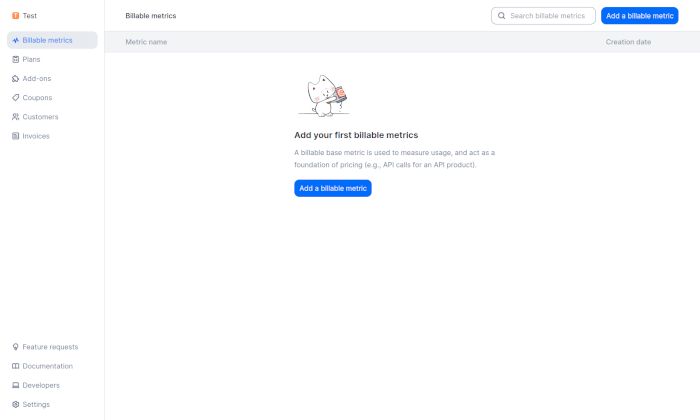 T Test
Billable metrics
Plans
Add-ons
Coupons
Customers
Invoices
Feature requests
Documentation
Developers
Settings
Billable metrics
Search billable metrics
Add a billable metric
Metric name
Creation date
Add your first billable metrics
A billable base metric is used to measure usage, and act as a
foundation of pricing (e.g., API calls for an API product).
Add a billable metric